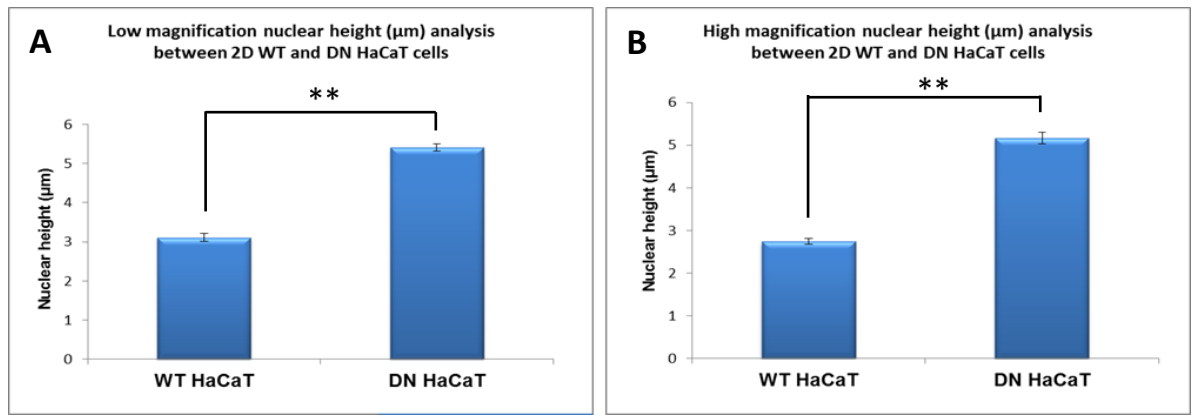 A
Low magnification nuclear height (µm) analysis
between 2D WT and DN HaCaT cells
**
Nuclear height (µm)
6
5
4
3
2
1
0
WT HaCaT
DN HaCaT
B
High magnification nuclear height (µm) analysis
between 2D WT and DN HaCaT cells
**
Nuclear height (µm)
6
5
4
3
2
1
0
WT HaCaT
DN HaCaT